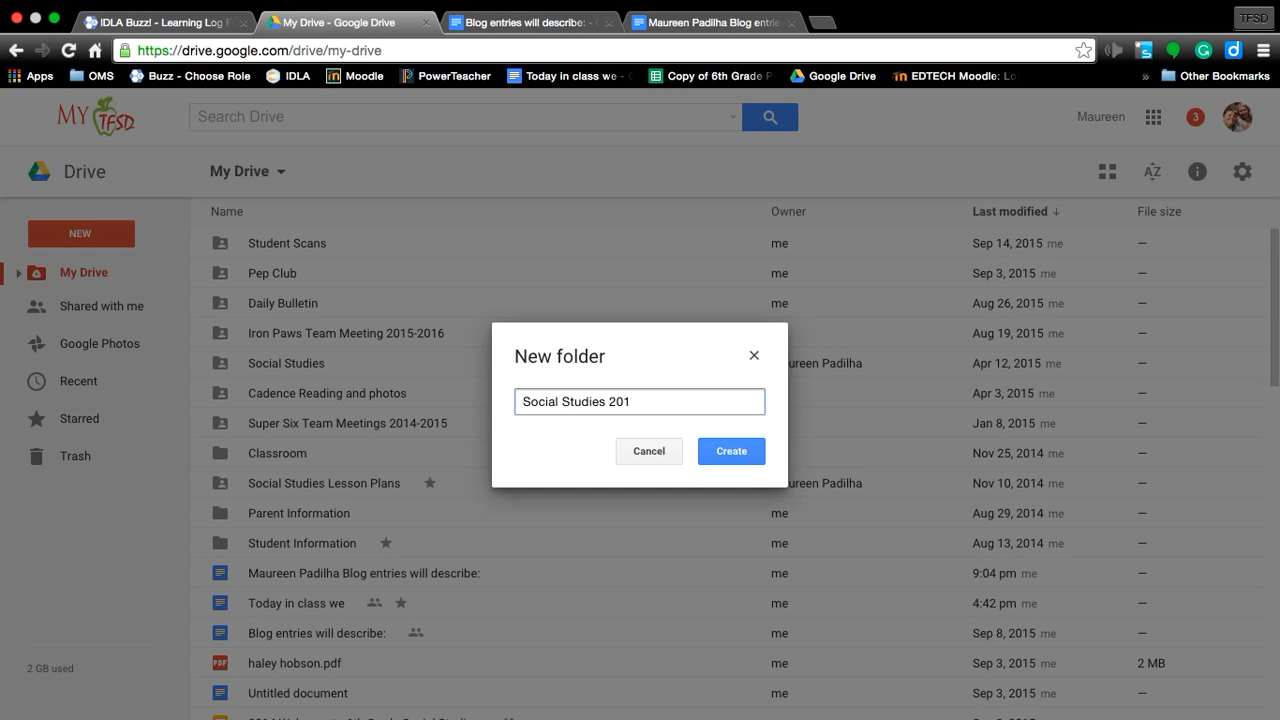 IDLA Buzz! - Learning Log F
My Drive - Google Drive
Blog entries will describe: - G
Maureen Padilha Blog entrie
TFSD
https://drive.google.com/drive/my-drive
Apps OMS Buzz - Choose Role IDLA Moodle PowerTeacher Today in class we - G Copy of 6th Grade P Google Drive EDTECH Moodle: Lo » Other Bookmarks
MY TFSD
Search Drive
Maureen 3
Drive My Drive
AZ
Name Owner Last modified ↓ File size
NEW
My Drive
Shared with me
Google Photos
Recent
Starred
Trash
2 GB used
Student Scans me Sep 14, 2015 me —
Pep Club me Sep 3, 2015 me —
Daily Bulletin me Aug 26, 2015 me —
Iron Paws Team Meeting 2015-2016 Aug 19, 2015 me —
Social Studies ureen Padilha Apr 12, 2015 me —
Cadence Reading and photos Apr 3, 2015 me —
Super Six Team Meetings 2014-2015 Jan 8, 2015 me —
Classroom Nov 25, 2014 me —
Social Studies Lesson Plans ureen Padilha Nov 10, 2014 me —
Parent Information me Aug 29, 2014 me —
Student Information me Aug 13, 2014 me —
Maureen Padilha Blog entries will describe: me 9:04 pm me —
Today in class we me 4:42 pm me —
Blog entries will describe: me Sep 8, 2015 me —
PDF haley hobson.pdf me Sep 3, 2015 me 2 MB
Untitled document me Sep 3, 2015 me —
New folder
Social Studies 201
Cancel Create